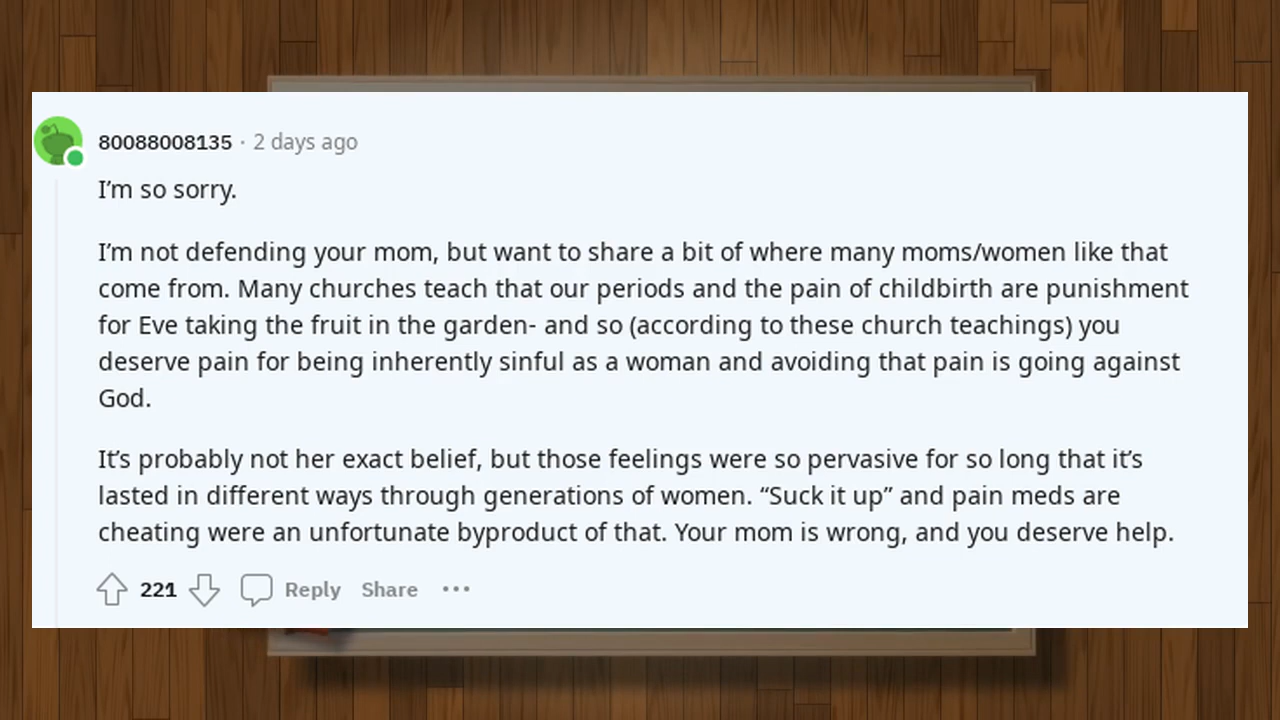 80088008135 · 2 days ago
I’m so sorry.
I’m not defending your mom, but want to share a bit of where many moms/women like that
come from. Many churches teach that our periods and the pain of childbirth are punishment
for Eve taking the fruit in the garden- and so (according to these church teachings) you
deserve pain for being inherently sinful as a woman and avoiding that pain is going against
God.
It’s probably not her exact belief, but those feelings were so pervasive for so long that it’s
lasted in different ways through generations of women. “Suck it up” and pain meds are
cheating were an unfortunate byproduct of that. Your mom is wrong, and you deserve help.
221 Reply Share